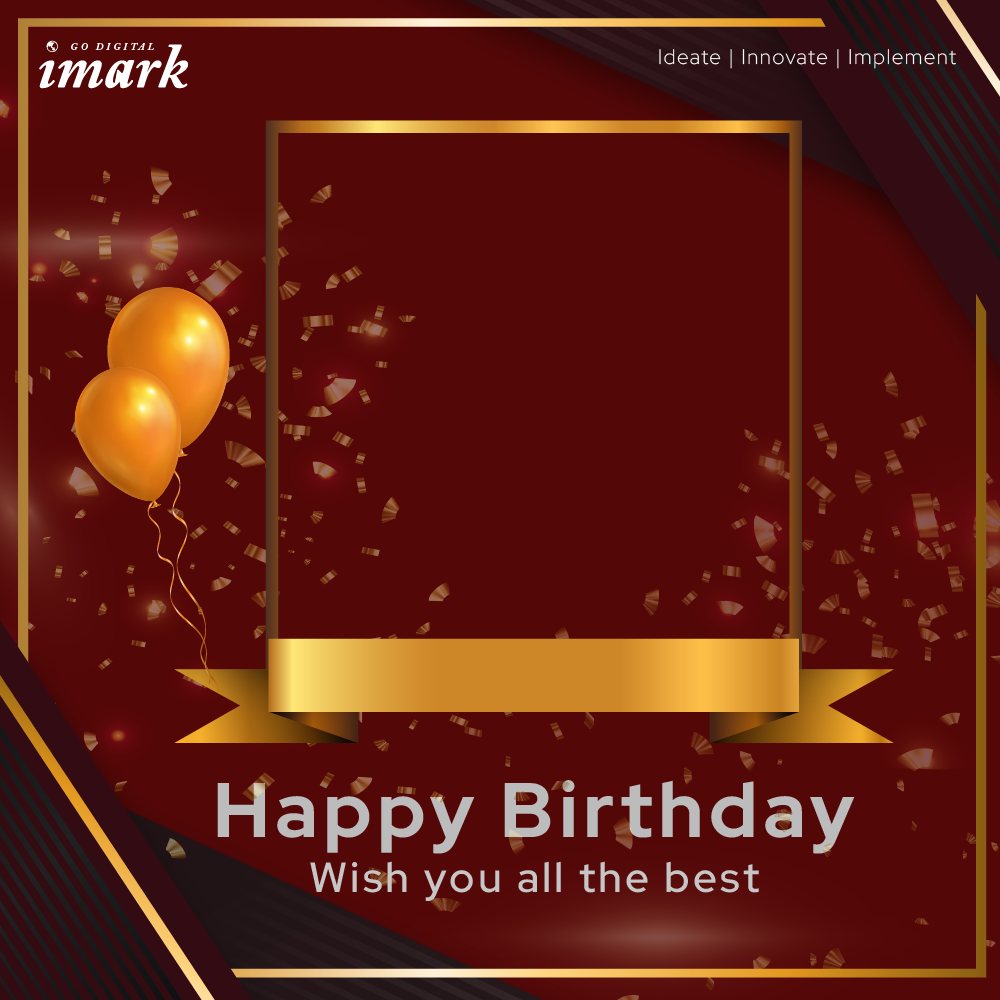 GO DIGITAL
imark
Ideate | Innovate | Implement
Happy Birthday
Wish you all the best